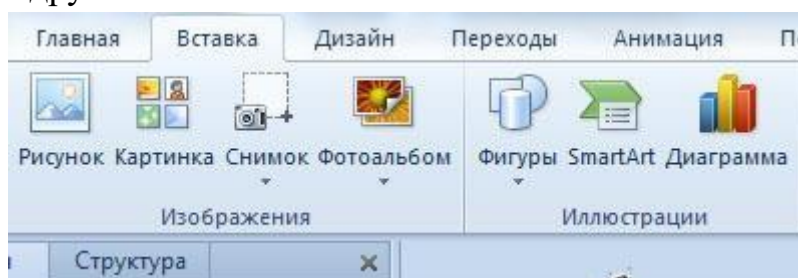 Главная Вставка Дизайн Переходы Анимация
Рисунок Картинка Снимок Фотоальбом Фигуры SmartArt Диаграмма
Изображения Иллюстрации
Структура